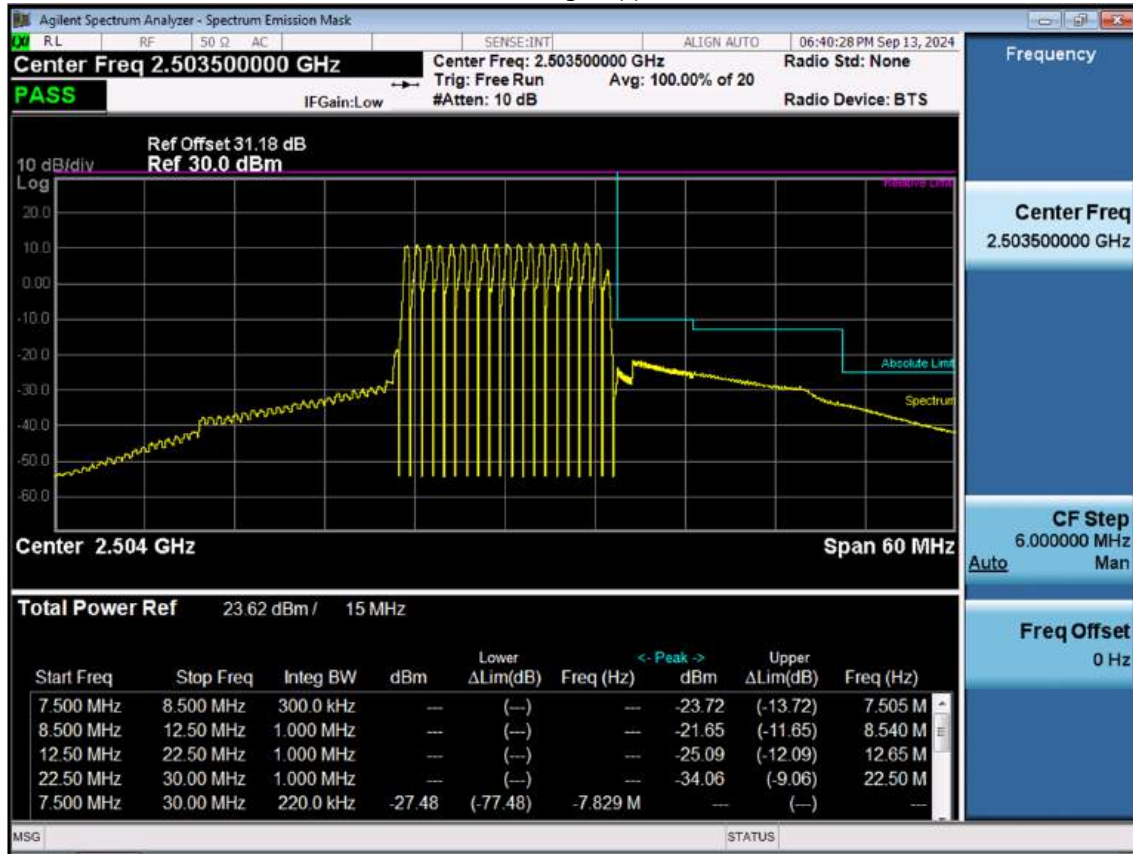 Agilent Spectrum Analyzer - Spectrum Emission Mask
RL RF 50 Ω AC SENSE:INT ALIGN AUTO 06:40:28 PM Sep 13, 2024
Center Freq 2.503500000 GHz Center Freq: 2.503500000 GHz Radio Std: None
Trig: Free Run Avg: 100.00% of 20
PASS IFGain:Low #Atten: 10 dB Radio Device: BTS
Ref Offset 31.18 dB
10 dB/div Ref 30.0 dBm
Log
Relative Limit
20.0
10.0
0.00
-10.0
-20.0
Absolute Limit
-30.0
Spectrum
-40.0
-50.0
-60.0
Center 2.504 GHz Span 60 MHz
Total Power Ref 23.62 dBm / 15 MHz
Lower <- Peak -> Upper
Start Freq Stop Freq Integ BW dBm ΔLim(dB) Freq (Hz) dBm ΔLim(dB) Freq (Hz)
7.500 MHz 8.500 MHz 300.0 kHz --- (---) --- -23.72 (-13.72) 7.505 M
8.500 MHz 12.50 MHz 1.000 MHz --- (---) --- -21.65 (-11.65) 8.540 M
12.50 MHz 22.50 MHz 1.000 MHz --- (---) --- -25.09 (-12.09) 12.65 M
22.50 MHz 30.00 MHz 1.000 MHz --- (---) --- -34.06 (-9.06) 22.50 M
7.500 MHz 30.00 MHz 220.0 kHz -27.48 (-77.48) -7.829 M --- (---) ---
MSG STATUS
Frequency
Center Freq
2.503500000 GHz
CF Step
6.000000 MHz
Auto Man
Freq Offset
0 Hz